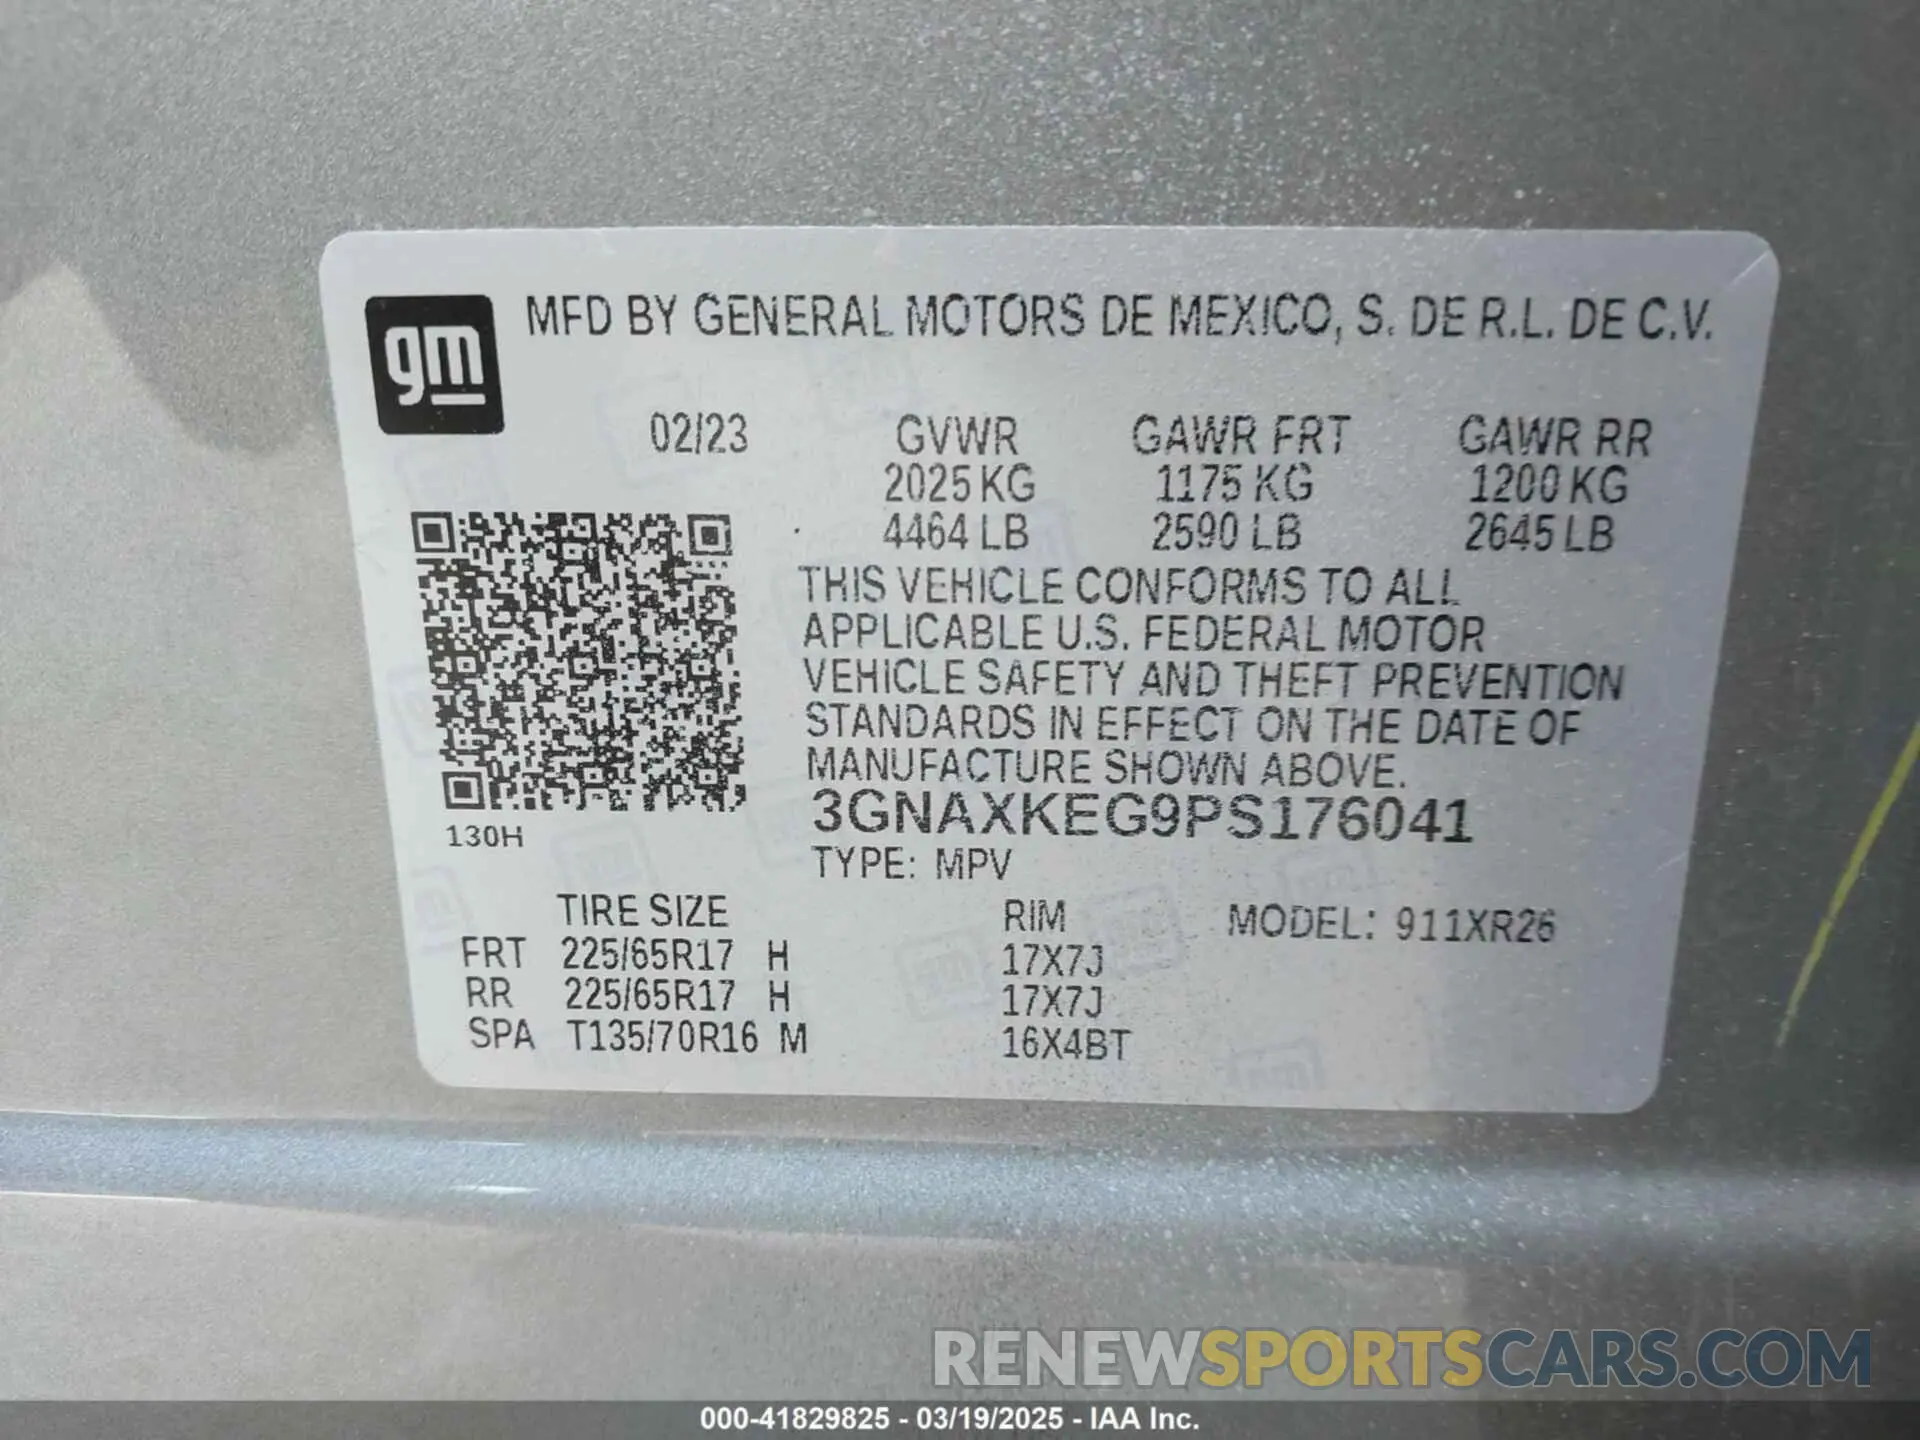 gm
MFD BY GENERAL MOTORS DE MEXICO, S. DE R.L. DE C.V.
02/23 GVWR GAWR FRT GAWR RR
2025 KG 1175 KG 1200 KG
4464 LB 2590 LB 2645 LB
THIS VEHICLE CONFORMS TO ALL
APPLICABLE U.S. FEDERAL MOTOR
VEHICLE SAFETY AND THEFT PREVENTION
STANDARDS IN EFFECT ON THE DATE OF
MANUFACTURE SHOWN ABOVE.
3GNAXKEG9PS176041
130H
TYPE: MPV
TIRE SIZE RIM MODEL: 911XR26
FRT 225/65R17 H 17X7J
RR 225/65R17 H 17X7J
SPA T135/70R16 M 16X4BT
RENEWSPORTSCARS.COM
000-41829825 - 03/19/2025 - IAA Inc.